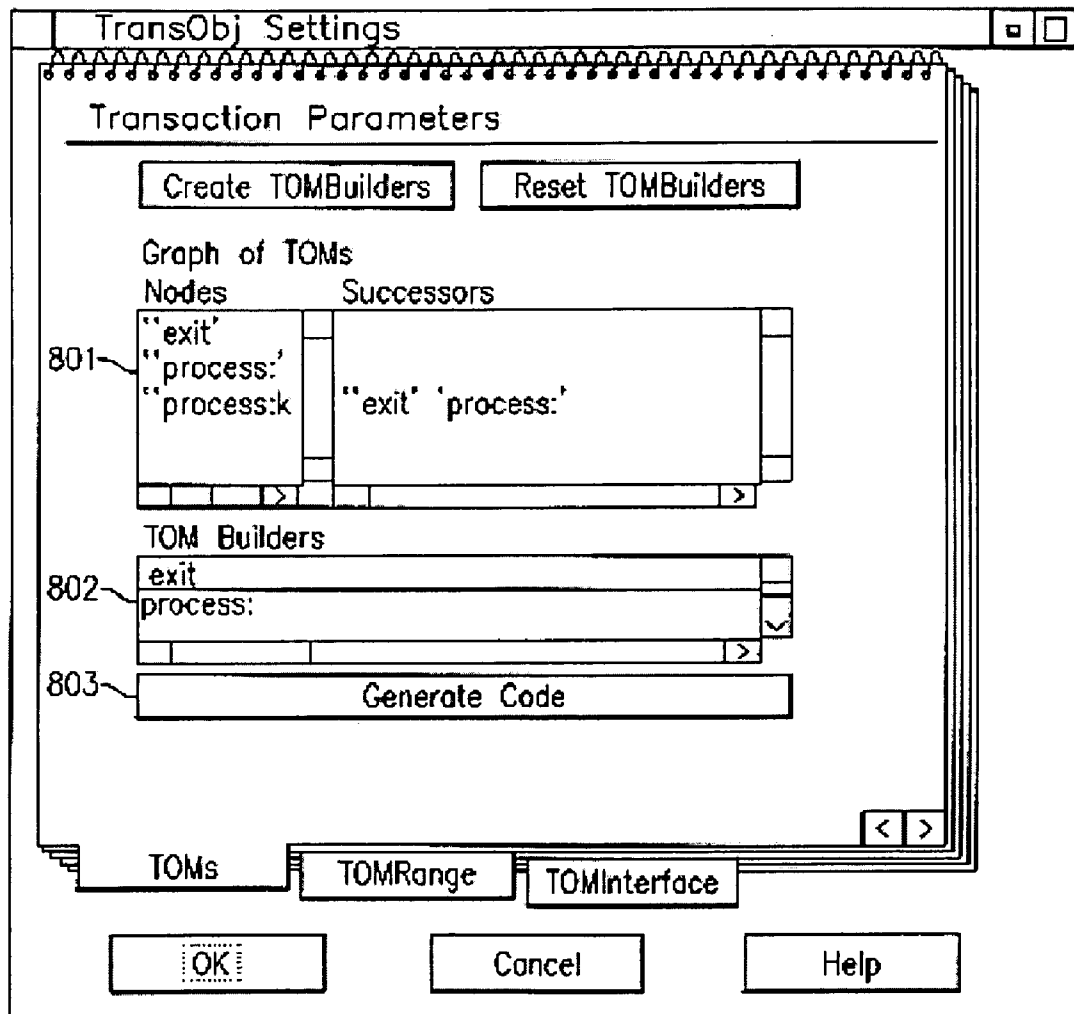 TransObj Settings
Transaction Parameters
Create TOMBuilders Reset TOMBuilders
Graph of TOMs
Nodes Successors
"exit'
801 "process:'
"process:k "exit' 'process:'
>
>
TOM Builders
exit
802 process:
>
803 Generate Code
< >
TOMs TOMRange TOMInterface
OK Cancel Help